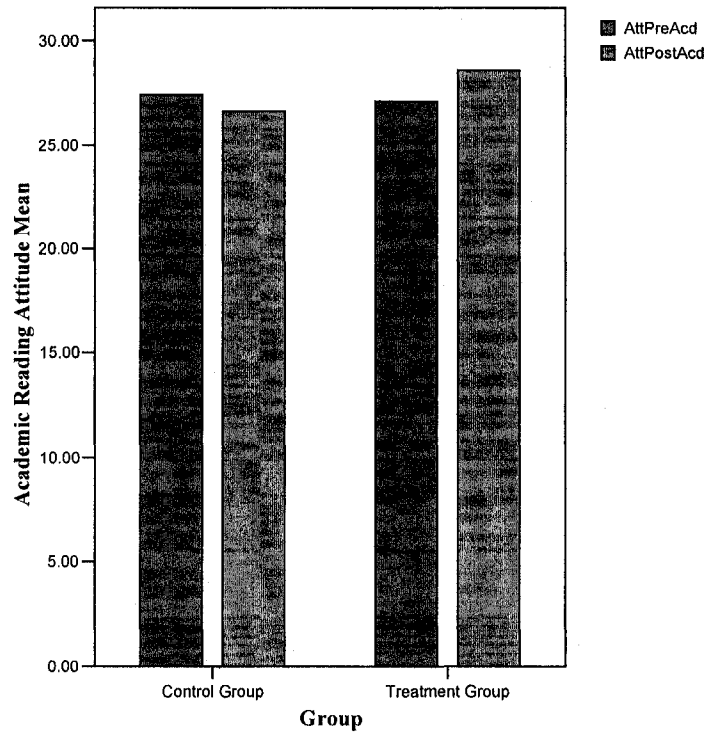 AttPreAcd
AttPostAcd
30.00
25.00
20.00
15.00
10.00
5.00
0.00
Academic Reading Attitude Mean
Control Group
Treatment Group
Group